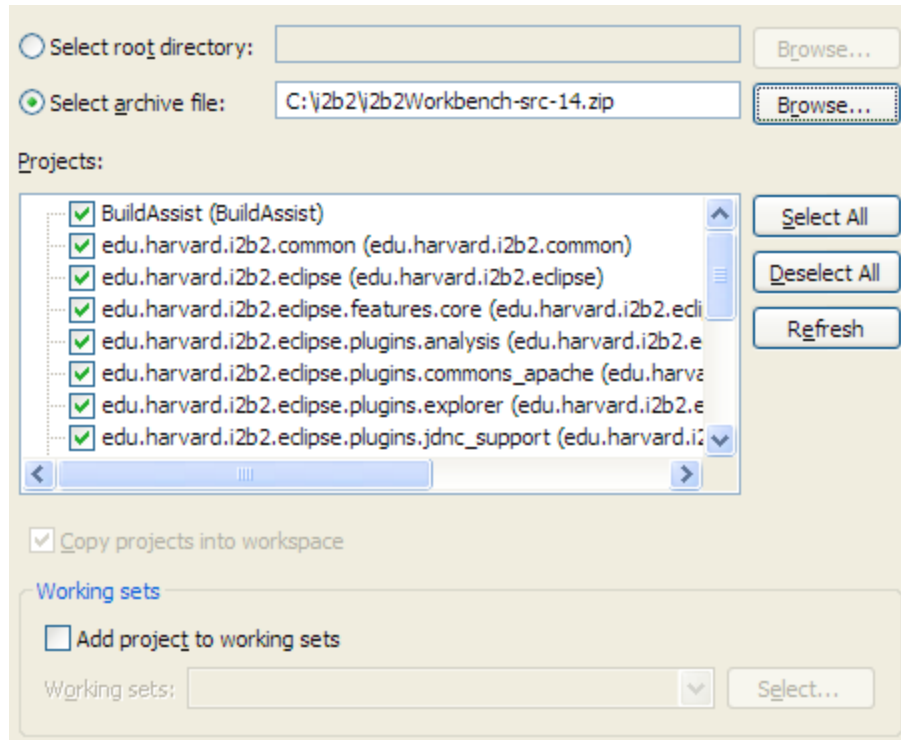 Select root directory:
Browse...
Select archive file:
C:\i2b2\i2b2Workbench-src-14.zip
Browse...
Projects:
BuildAssist (BuildAssist)
edu.harvard.i2b2.common (edu.harvard.i2b2.common)
edu.harvard.i2b2.eclipse (edu.harvard.i2b2.eclipse)
edu.harvard.i2b2.eclipse.features.core (edu.harvard.i2b2.ecli
edu.harvard.i2b2.eclipse.plugins.analysis (edu.harvard.i2b2.e
edu.harvard.i2b2.eclipse.plugins.commons_apache (edu.harva
edu.harvard.i2b2.eclipse.plugins.explorer (edu.harvard.i2b2.e
edu.harvard.i2b2.eclipse.plugins.jdnc_support (edu.harvard.i2
Select All
Deselect All
Refresh
Copy projects into workspace
Working sets
Add project to working sets
Working sets:
Select...